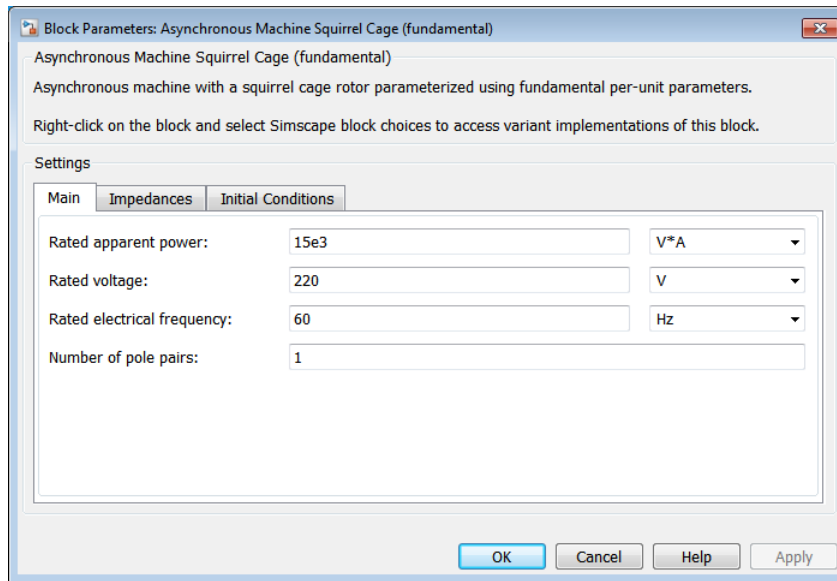 Block Parameters: Asynchronous Machine Squirrel Cage (fundamental)
Asynchronous Machine Squirrel Cage (fundamental)
Asynchronous machine with a squirrel cage rotor parameterized using fundamental per-unit parameters.
Right-click on the block and select Simscape block choices to access variant implementations of this block.
Settings
Main Impedances Initial Conditions
Rated apparent power: 15e3 V*A
Rated voltage: 220 V
Rated electrical frequency: 60 Hz
Number of pole pairs: 1
OK Cancel Help Apply